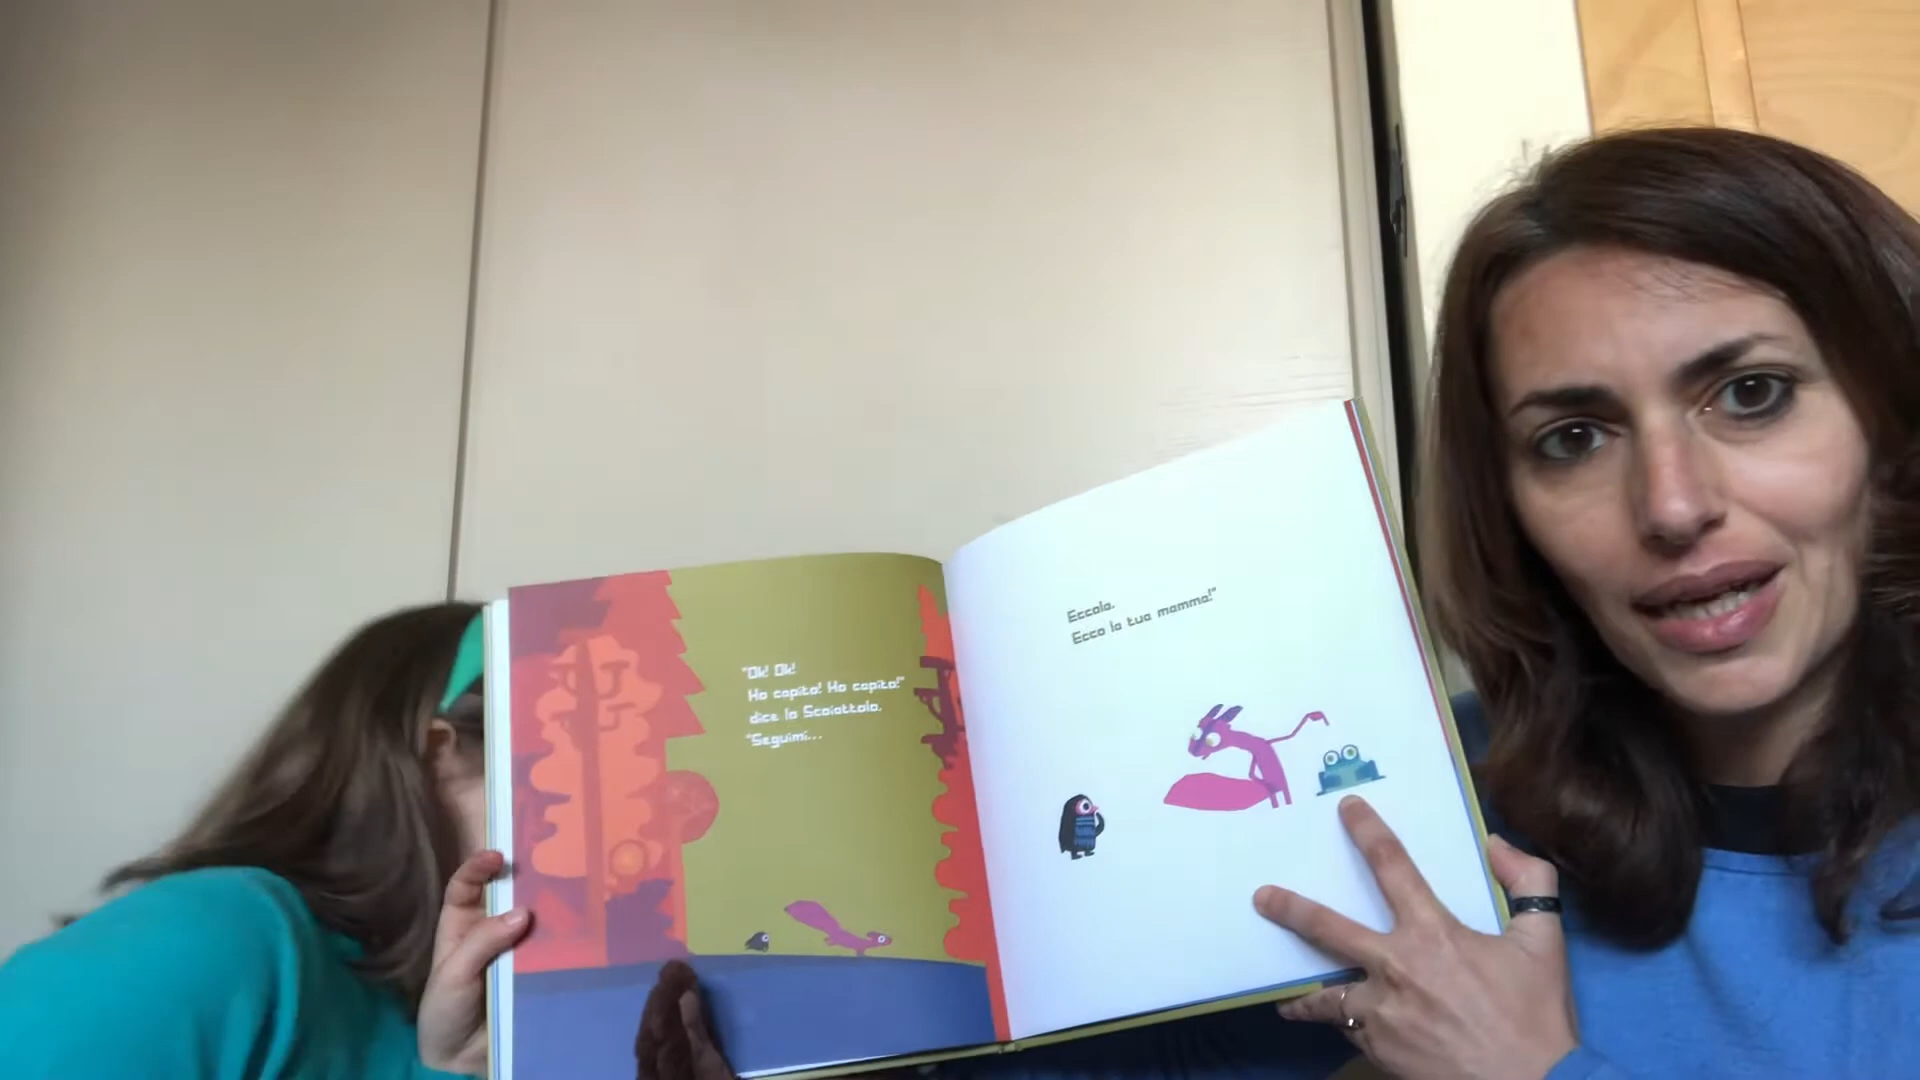 "Ok! Ok!
Ho capito! Ho capito!"
dice lo Scoiattolo.
"Seguimi...
Eccola.
Ecco la tua mamma!"